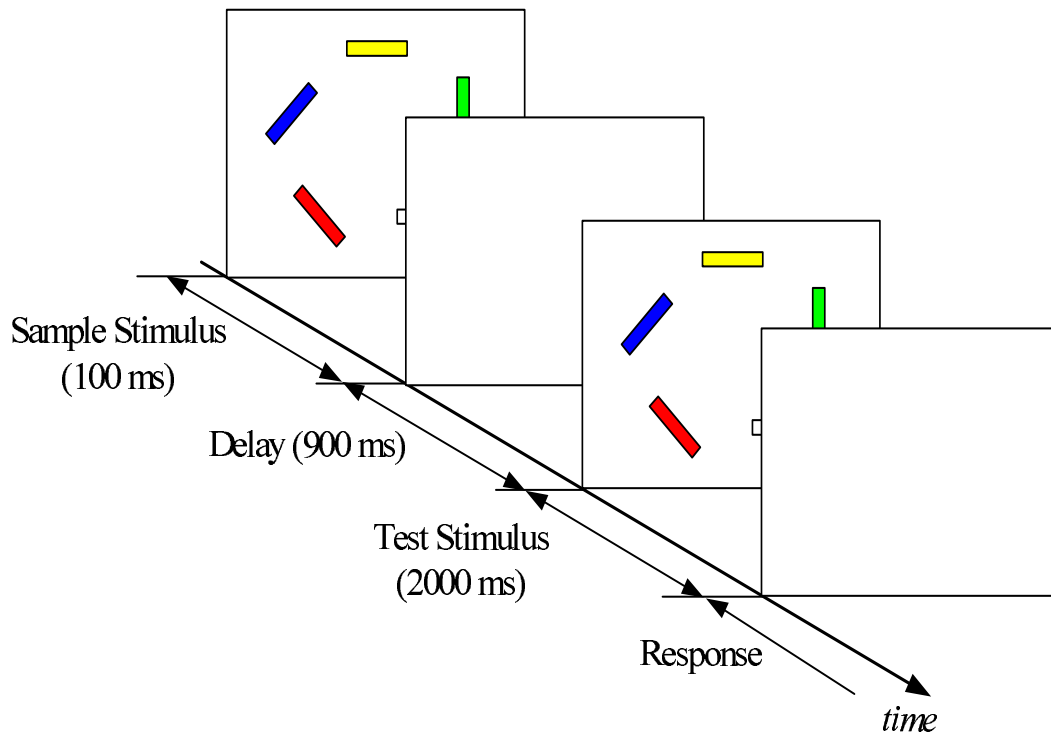 Sample Stimulus
(100 ms)
Delay (900 ms)
Test Stimulus
(2000 ms)
Response
time